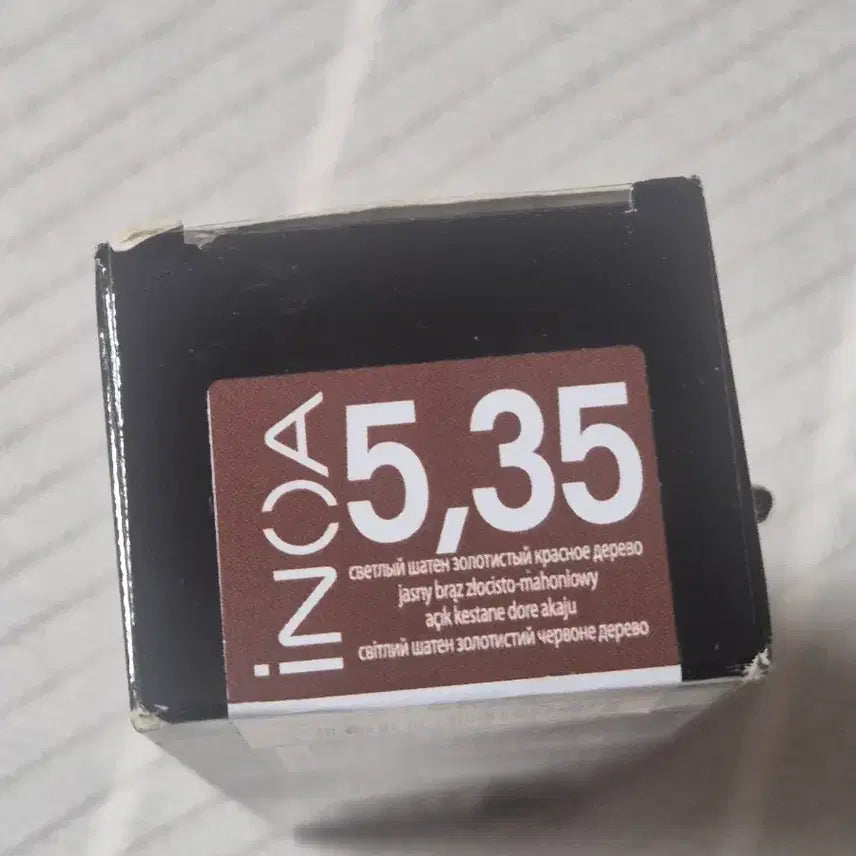 iNOA
5,35
светлый шатен золотистый красное дерево
jasny brąz złocisto-mahoniowy
açık kestane dore akaju
світлий шатен золотистий червоне дерево